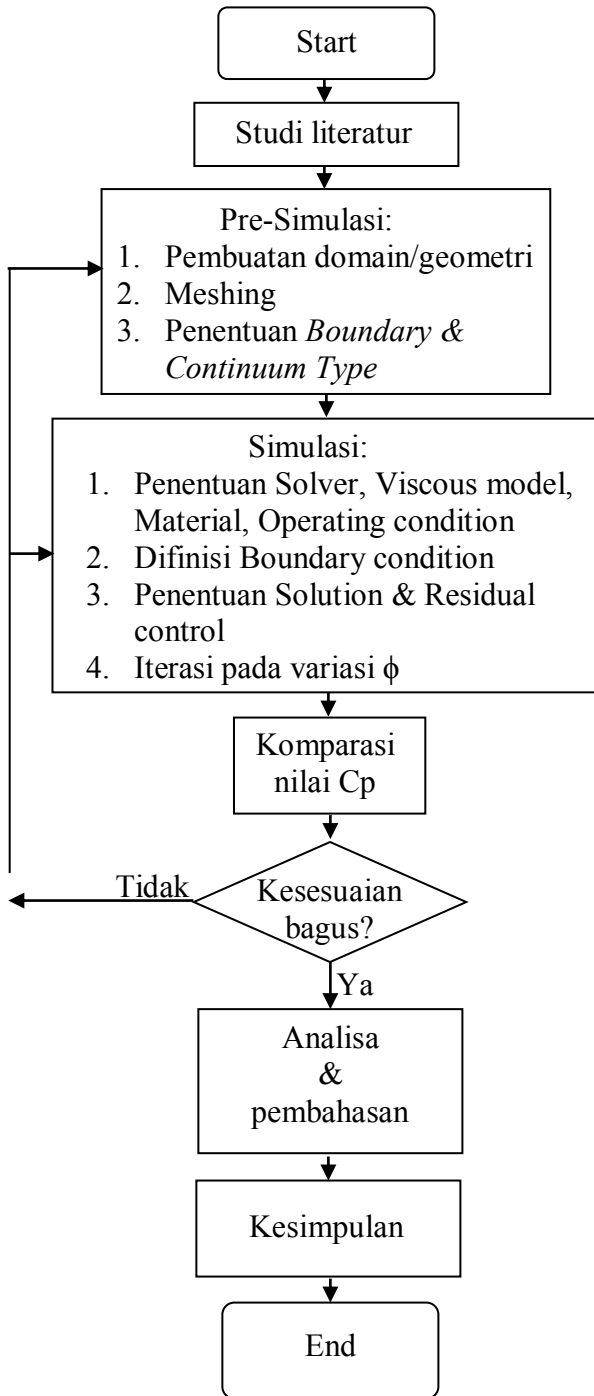 Start
Studi literatur
Pre-Simulasi:
1. Pembuatan domain/geometri
2. Meshing
3. Penentuan Boundary &
Continuum Type
Simulasi:
1. Penentuan Solver, Viscous model,
Material, Operating condition
2. Difinisi Boundary condition
3. Penentuan Solution & Residual
control
4. Iterasi pada variasi ϕ
Komparasi
nilai Cp
Tidak
Kesesuaian
bagus?
Ya
Analisa
&
pembahasan
Kesimpulan
End